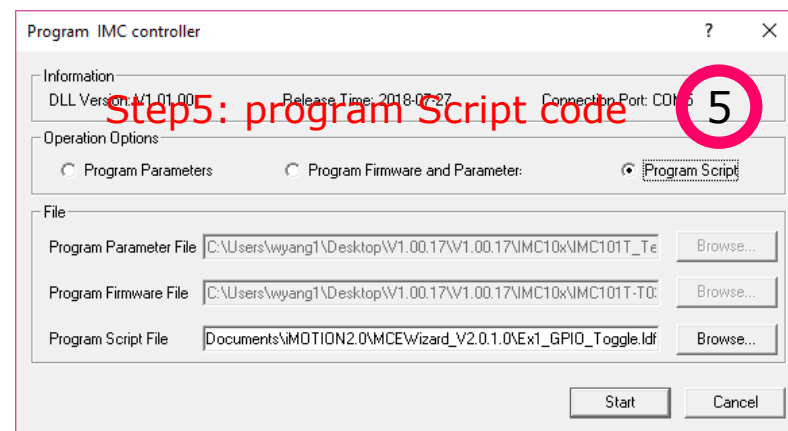 Program IMC controller
Information
DLL Version: V1.01.00 Release Time: 2018-07-27 Connection Port: COM5
Step5: program Script code 5
Operation Options
Program Parameters Program Firmware and Parameter: Program Script
File
Program Parameter File C:\Users\wyang1\Desktop\V1.00.17\V1.00.17\IMC10x\IMC101T_Te Browse...
Program Firmware File C:\Users\wyang1\Desktop\V1.00.17\V1.00.17\IMC10x\IMC101T-T0 Browse...
Program Script File Documents\iMOTION2.0\MCEWizard_V2.0.1.0\Ex1_GPIO_Toggle.ldf Browse...
Start Cancel